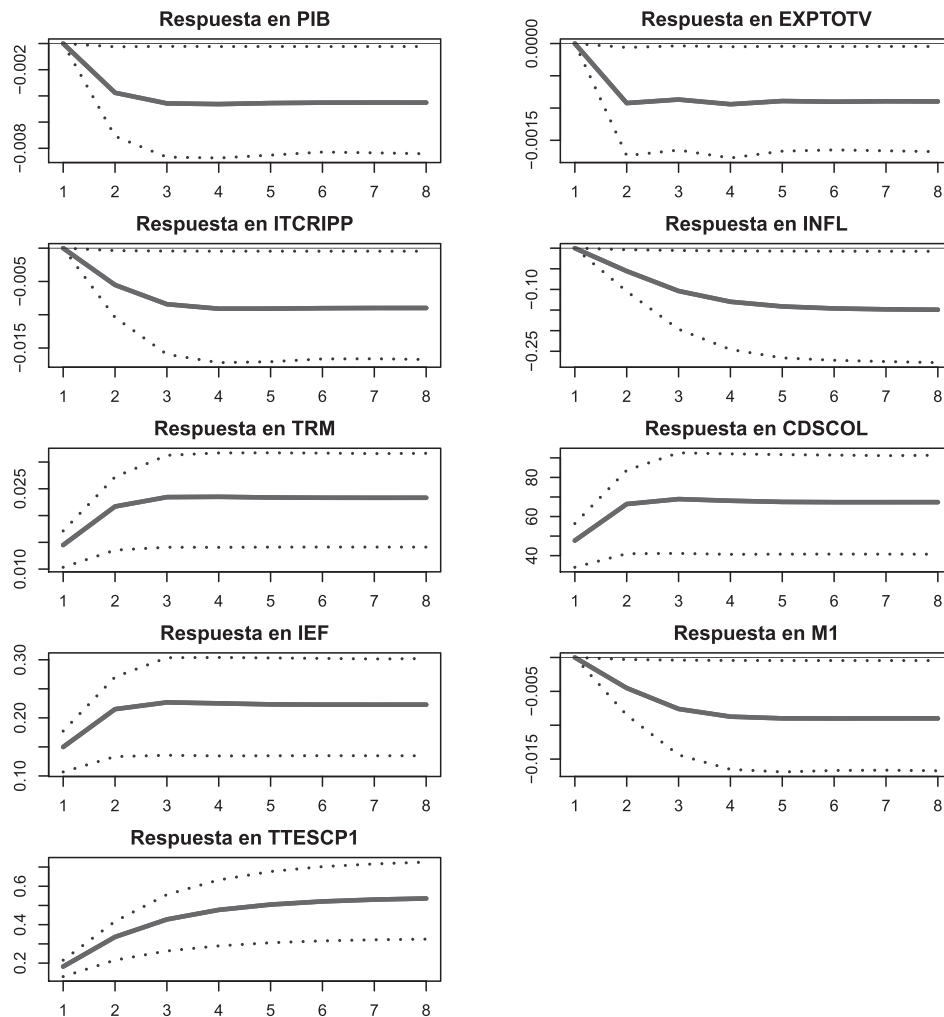 Respuesta en PIB
-0.002
-0.008
1 2 3 4 5 6 7 8
Respuesta en EXPTOTV
0.0000
-0.0015
1 2 3 4 5 6 7 8
Respuesta en ITCRIPP
-0.005
-0.015
1 2 3 4 5 6 7 8
Respuesta en INFL
-0.10
-0.25
1 2 3 4 5 6 7 8
Respuesta en TRM
0.025
0.010
1 2 3 4 5 6 7 8
Respuesta en CDSCOL
80
60
40
1 2 3 4 5 6 7 8
Respuesta en IEF
0.30
0.20
0.10
1 2 3 4 5 6 7 8
Respuesta en M1
-0.005
-0.015
1 2 3 4 5 6 7 8
Respuesta en TTESCP1
0.6
0.4
0.2
1 2 3 4 5 6 7 8